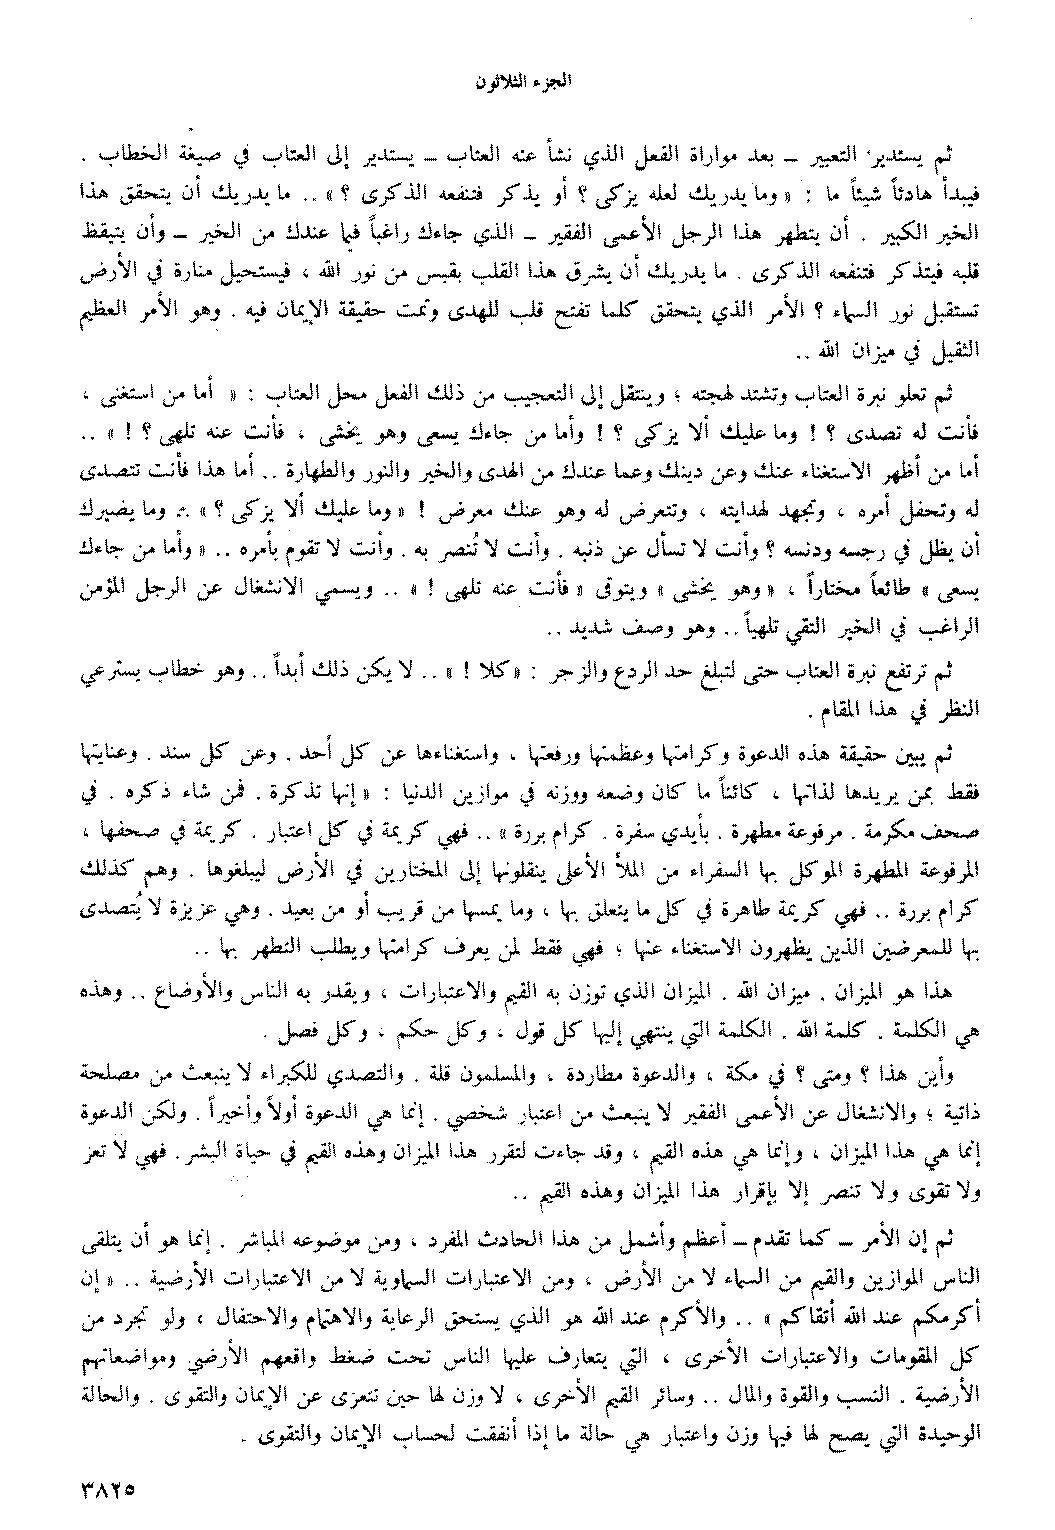 الجزء الثلاثون
ثم يستدير التعبير – بعد مواراة الفعل الذي نشأ عنه العتاب – يستدير إلى العتاب في صيغة الخطاب .
فيبدأ هادئاً شيئاً ما : « وما يدريك لعله يزكى ؟ أو يذكر فتنفعه الذكرى ؟ » .. ما يدريك أن يتحقق هذا
الخير الكبير . أن يتطهر هذا الرجل الأعمى الفقير – الذي جاءك راغباً فيما عندك من الخير – وأن يتيقظ
قلبه فيتذكر فتنفعه الذكرى . ما يدريك أن يشرق هذا القلب بقبس من نور الله ، فيستحيل منارة في الأرض
تستقبل نور السماء ؟ الأمر الذي يتحقق كلما تفتح قلب للهدى وتمت حقيقة الإيمان فيه . وهو الأمر العظيم
الثقيل في ميزان الله ..
ثم تعلو نبرة العتاب وتشتد لهجته ؛ وينتقل إلى التعجيب من ذلك الفعل محل العتاب : « أما من استغنى ،
فأنت له تصدى ؟ ! وما عليك ألا يزكى ؟ ! وأما من جاءك يسعى وهو يخشى ، فأنت عنه تلهى ؟ ! » ..
أما من أظهر الاستغناء عنك وعن دينك وعما عندك من الهدى والخير والنور والطهارة .. أما هذا فأنت تتصدى
له وتحفل أمره ، وتجهد لهدايته ، وتتعرض له وهو عنك معرض ! « وما عليك ألا يزكى ؟ » .. وما يضيرك
أن يظل في رجسه ودنسه ؟ وأنت لا تسأل عن ذنبه . وأنت لا تُنصر به . وأنت لا تقوم بأمره .. « وأما من جاءك
يسعى » طائعاً مختاراً ، « وهو يخشى » ويتوقى « فأنت عنه تلهى ! » .. ويسمي الانشغال عن الرجل المؤمن
الراغب في الخير التقي تلهياً .. وهو وصف شديد ..
ثم ترتفع نبرة العتاب حتى لتبلغ حد الردع والزجر : « كلا ! » .. لا يكن ذلك أبداً .. وهو خطاب يسترعي
النظر في هذا المقام .
ثم يبين حقيقة هذه الدعوة وكرامتها وعظمتها ورفعتها ، واستغناءها عن كل أحد . وعن كل سند . وعنايتها
فقط بمن يريدها لذاتها ، كائناً ما كان وضعه ووزنه في موازين الدنيا : « إنها تذكرة . فمن شاء ذكره . في
صحف مكرمة . مرفوعة مطهرة . بأيدي سفرة . كرام بررة » .. فهي كريمة في كل اعتبار . كريمة في صحفها ،
المرفوعة المطهرة الموكل بها السفراء من الملأ الأعلى ينقلونها إلى المختارين في الأرض ليبلغوها . وهم كذلك
كرام بررة .. فهي كريمة طاهرة في كل ما يتعلق بها ، وما يمسها من قريب أو من بعيد . وهي عزيزة لا يُتصدى
بها للمعرضين الذين يظهرون الاستغناء عنها ؛ فهي فقط لمن يعرف كرامتها ويطلب التطهر بها ..
هذا هو الميزان . ميزان الله . الميزان الذي توزن به القيم والاعتبارات ، ويقدر به الناس والأوضاع .. وهذه
هي الكلمة . كلمة الله . الكلمة التي ينتهي إليها كل قول ، وكل حكم ، وكل فصل .
وأين هذا ؟ ومتى ؟ في مكة ، والدعوة مطاردة ، والمسلمون قلة . والتصدي للكبراء لا ينبعث من مصلحة
ذاتية ؛ والانشغال عن الأعمى الفقير لا ينبعث من اعتبار شخصي . إنما هي الدعوة أولاً وأخيراً . ولكن الدعوة
إنما هي هذا الميزان ، وإنما هي هذه القيم ، وقد جاءت لتقرر هذا الميزان وهذه القيم في حياة البشر . فهي لا تعز
ولا تقوى ولا تنصر إلا بإقرار هذا الميزان وهذه القيم ..
ثم إن الأمر – كما تقدم – أعظم وأشمل من هذا الحادث المفرد ، ومن موضوعه المباشر . إنما هو أن يتلقى
الناس الموازين والقيم من السماء لا من الأرض ، ومن الاعتبارات السماوية لا من الاعتبارات الأرضية .. « إن
أكرمكم عند الله أتقاكم » .. والأكرم عند الله هو الذي يستحق الرعاية والاهتمام والاحتفال ، ولو تجرد من
كل المقومات والاعتبارات الأخرى ، التي يتعارف عليها الناس تحت ضغط واقعهم الأرضي ومواضعاتهم
الأرضية . النسب والقوة والمال .. وسائر القيم الأخرى ، لا وزن لها حين تتعرى عن الإيمان والتقوى . والحالة
الوحيدة التي يصح لها فيها وزن واعتبار هي حالة ما إذا أنفقت لحساب الإيمان والتقوى .
٣٨٢٥